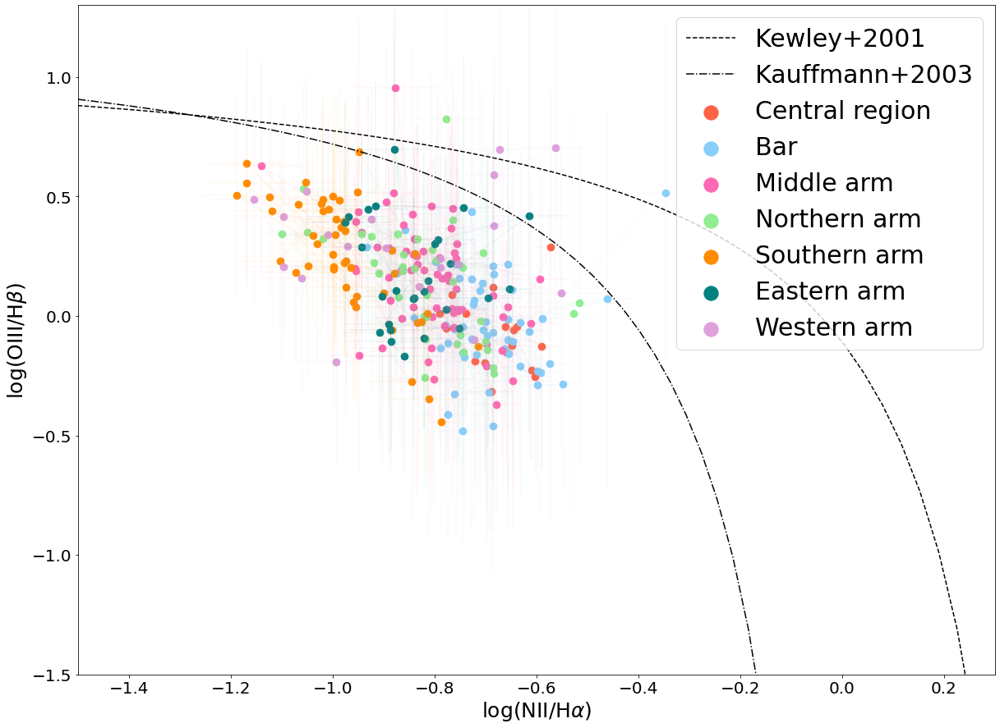 Kewley+2001
Kauffmann+2003
Central region
Bar
Middle arm
Northern arm
Southern arm
Eastern arm
Western arm
1.0
0.5
0.0
−0.5
−1.0
−1.5
log(OIII/Hβ)
−1.4 −1.2 −1.0 −0.8 −0.6 −0.4 −0.2 0.0 0.2
log(NII/Hα)